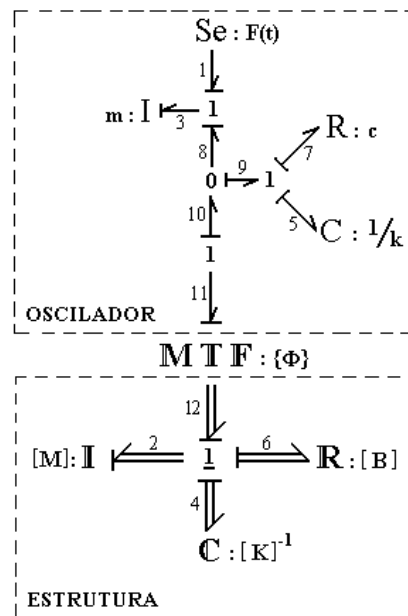 Se : F(t)
1
m : I 3 1 R : c
8 9 7
0 1
10 5 C : 1/k
1
11
OSCILADOR
MTF : {Φ}
12
[M] : I 2 1 6 R : [B]
4
C : [K]⁻¹
ESTRUTURA